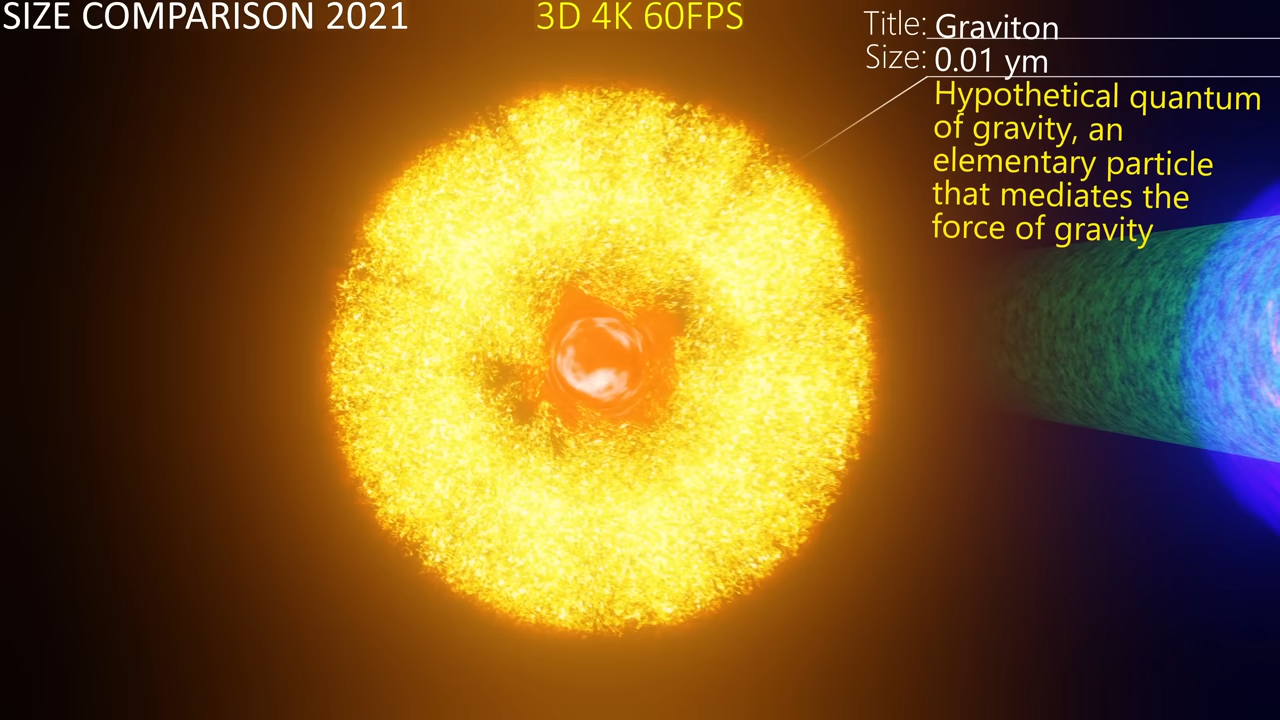 SIZE COMPARISON 2021
3D 4K 60FPS
Title: Graviton
Size: 0.01 ym
Hypothetical quantum
of gravity, an
elementary particle
that mediates the
force of gravity